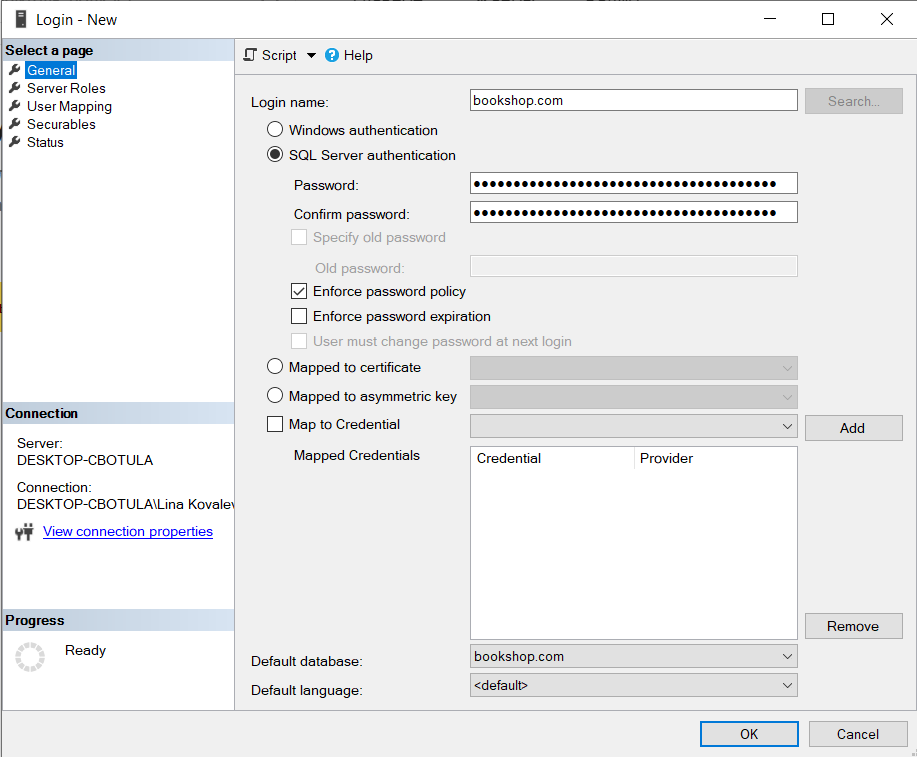 Login - New
Select a page
General
Server Roles
User Mapping
Securables
Status
Script
Help
Login name:
bookshop.com
Search...
Windows authentication
SQL Server authentication
Password:
●●●●●●●●●●●●●●●●●●●●●●●●●●●●●●●●●●●●●●●
Confirm password:
●●●●●●●●●●●●●●●●●●●●●●●●●●●●●●●●●●●●●●●
Specify old password
Old password:
Enforce password policy
Enforce password expiration
User must change password at next login
Mapped to certificate
Mapped to asymmetric key
Map to Credential
Add
Mapped Credentials
Credential
Provider
Remove
Default database:
bookshop.com
Default language:
<default>
Connection
Server:
DESKTOP-CBOTULA
Connection:
DESKTOP-CBOTULA\Lina Kovalev
View connection properties
Progress
Ready
OK
Cancel